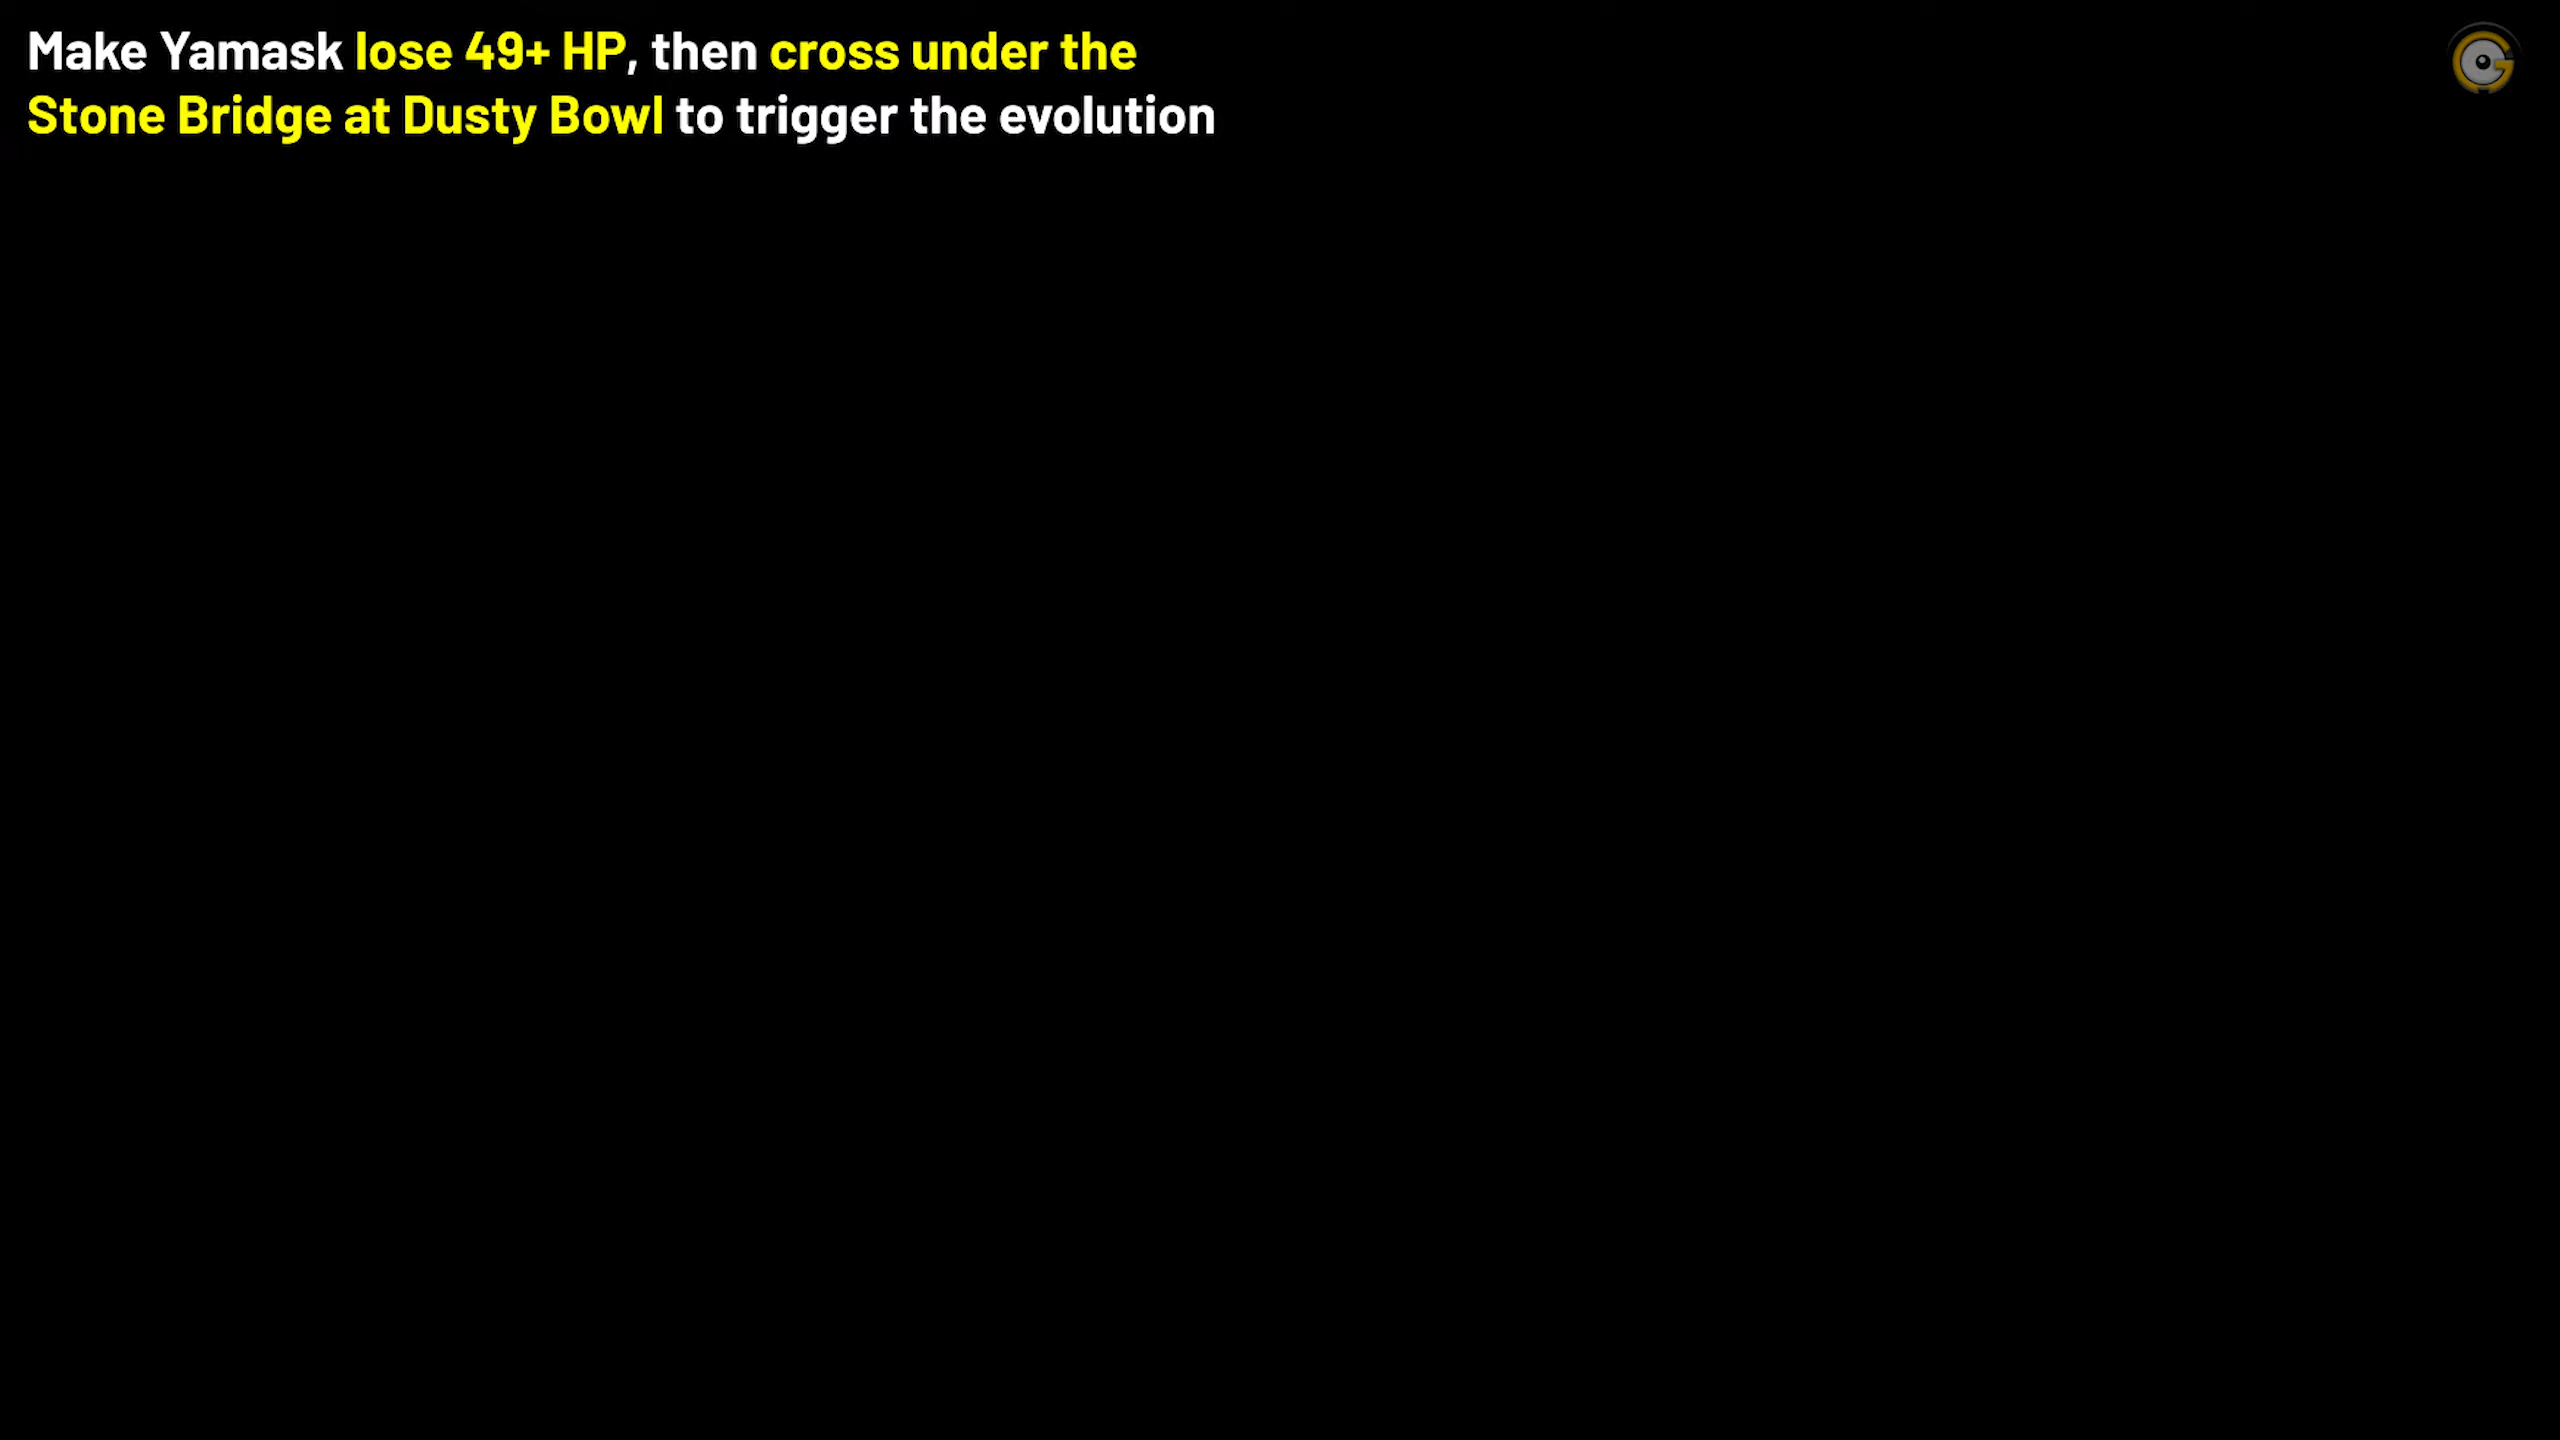 Make Yamask lose 49+ HP, then cross under the
Stone Bridge at Dusty Bowl to trigger the evolution